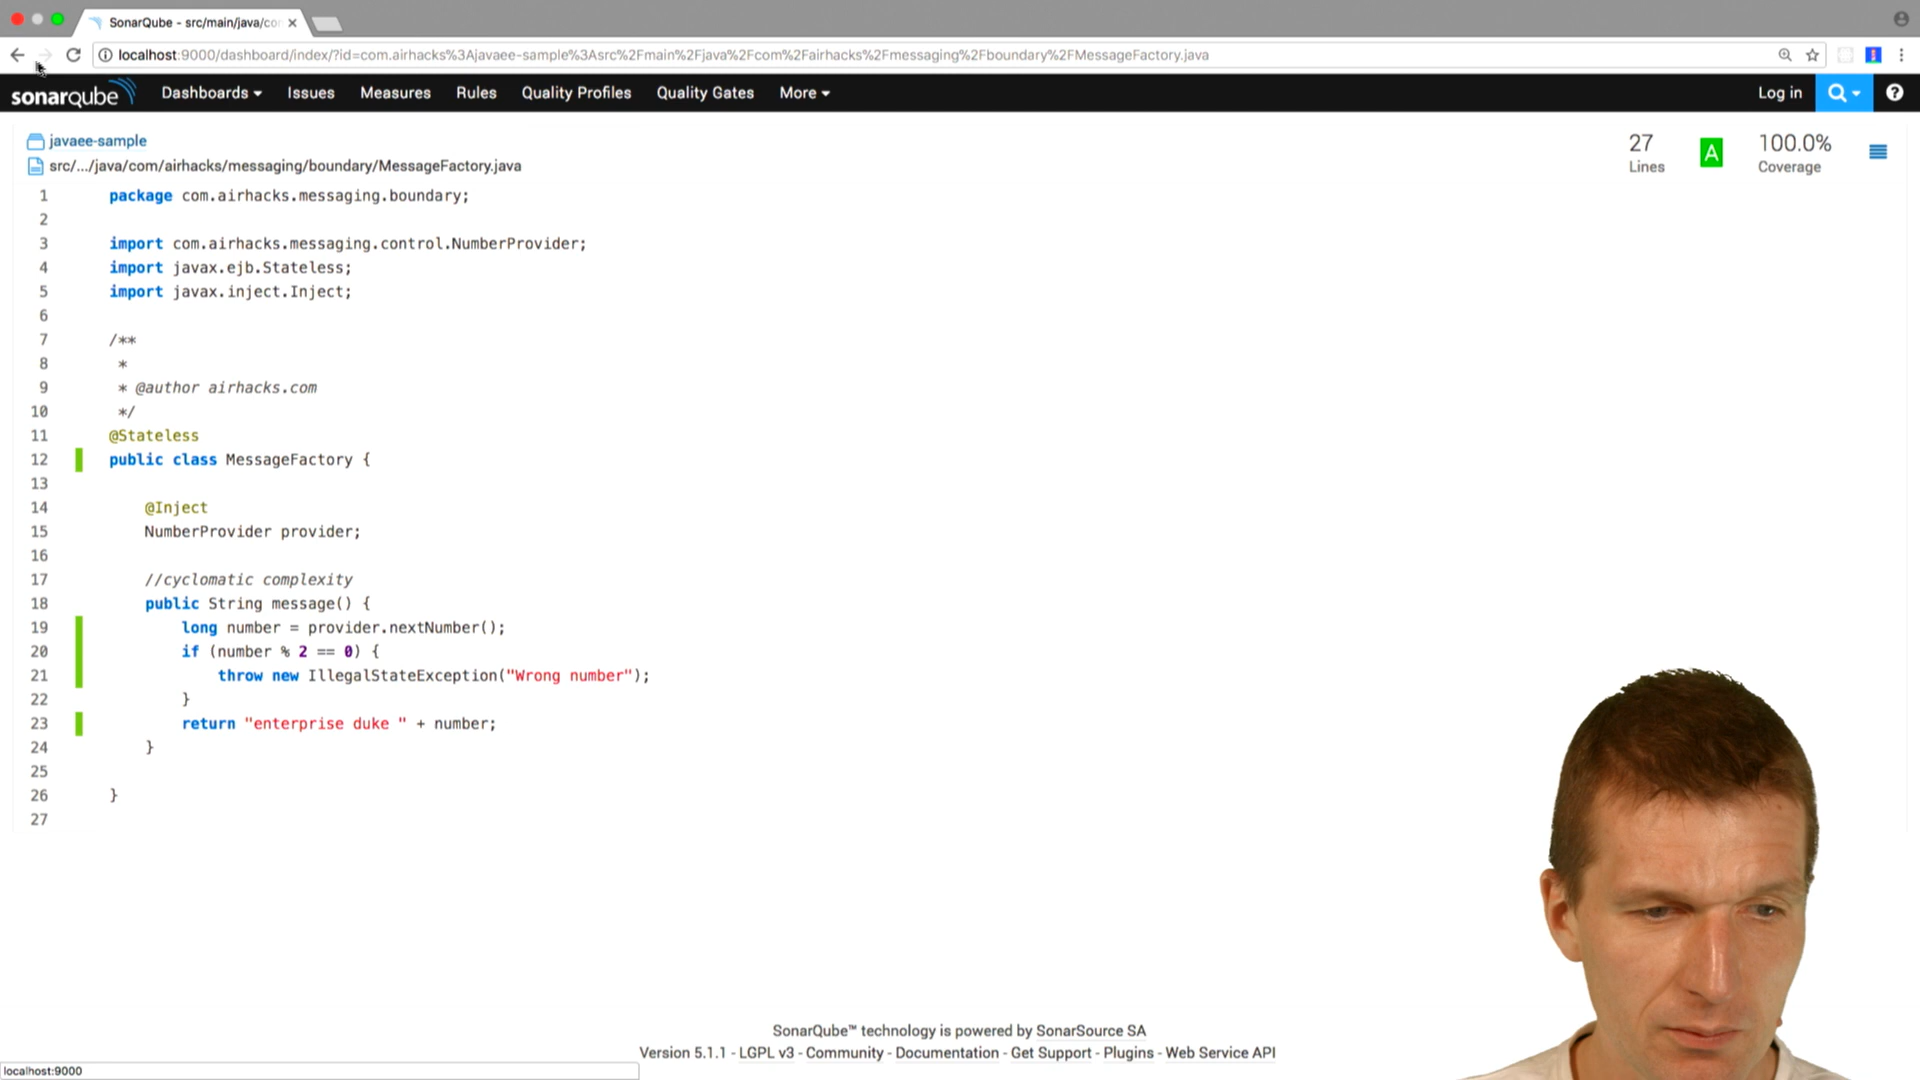 SonarQube - src/main/java/co
localhost:9000/dashboard/index/?id=com.airhacks%3Ajavaee-sample%3Asrc%2Fmain%2Fjava%2Fcom%2Fairhacks%2Fmessaging%2Fboundary%2FMessageFactory.java
sonarqube Dashboards Issues Measures Rules Quality Profiles Quality Gates More Log in ?
javaee-sample
src/.../java/com/airhacks/messaging/boundary/MessageFactory.java
27 Lines
A
100.0% Coverage
1 package com.airhacks.messaging.boundary;
2
3 import com.airhacks.messaging.control.NumberProvider;
4 import javax.ejb.Stateless;
5 import javax.inject.Inject;
6
7 /**
8 *
9 * @author airhacks.com
10 */
11 @Stateless
12 public class MessageFactory {
13
14 @Inject
15 NumberProvider provider;
16
17 //cyclomatic complexity
18 public String message() {
19 long number = provider.nextNumber();
20 if (number % 2 == 0) {
21 throw new IllegalStateException("Wrong number");
22 }
23 return "enterprise duke " + number;
24 }
25
26 }
27
SonarQube™ technology is powered by SonarSource SA
Version 5.1.1 - LGPL v3 - Community - Documentation - Get Support - Plugins - Web Service API
localhost:9000